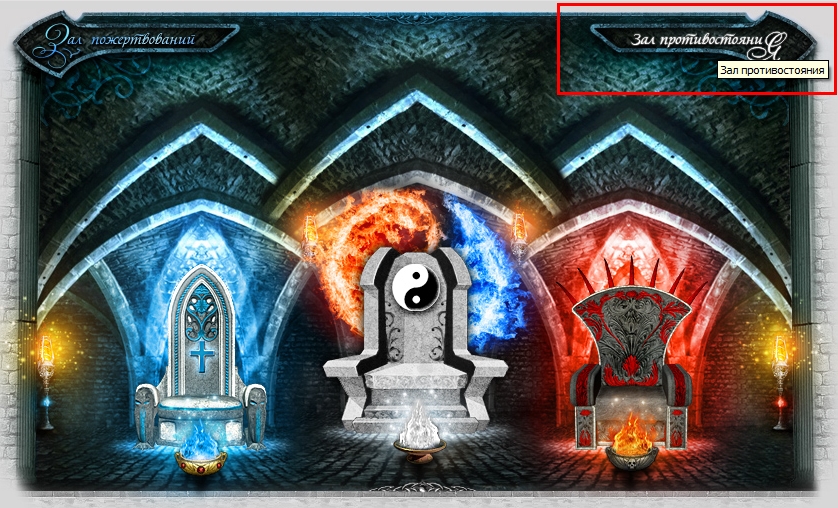 Зал пожертвований
Зал противостояниЯ
Зал противостояния